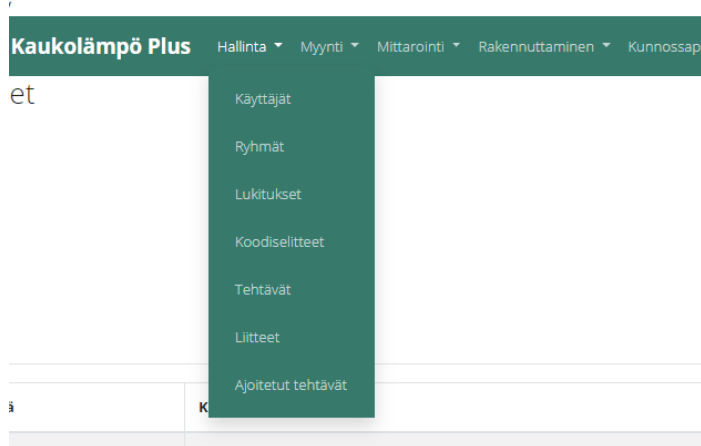 Kaukolämpö Plus Hallinta Myynti Mittarointi Rakennuttaminen Kunnossap
et
Käyttäjät
Ryhmät
Lukitukset
Koodiselitteet
Tehtävät
Liitteet
Ajoitetut tehtävät
ä K